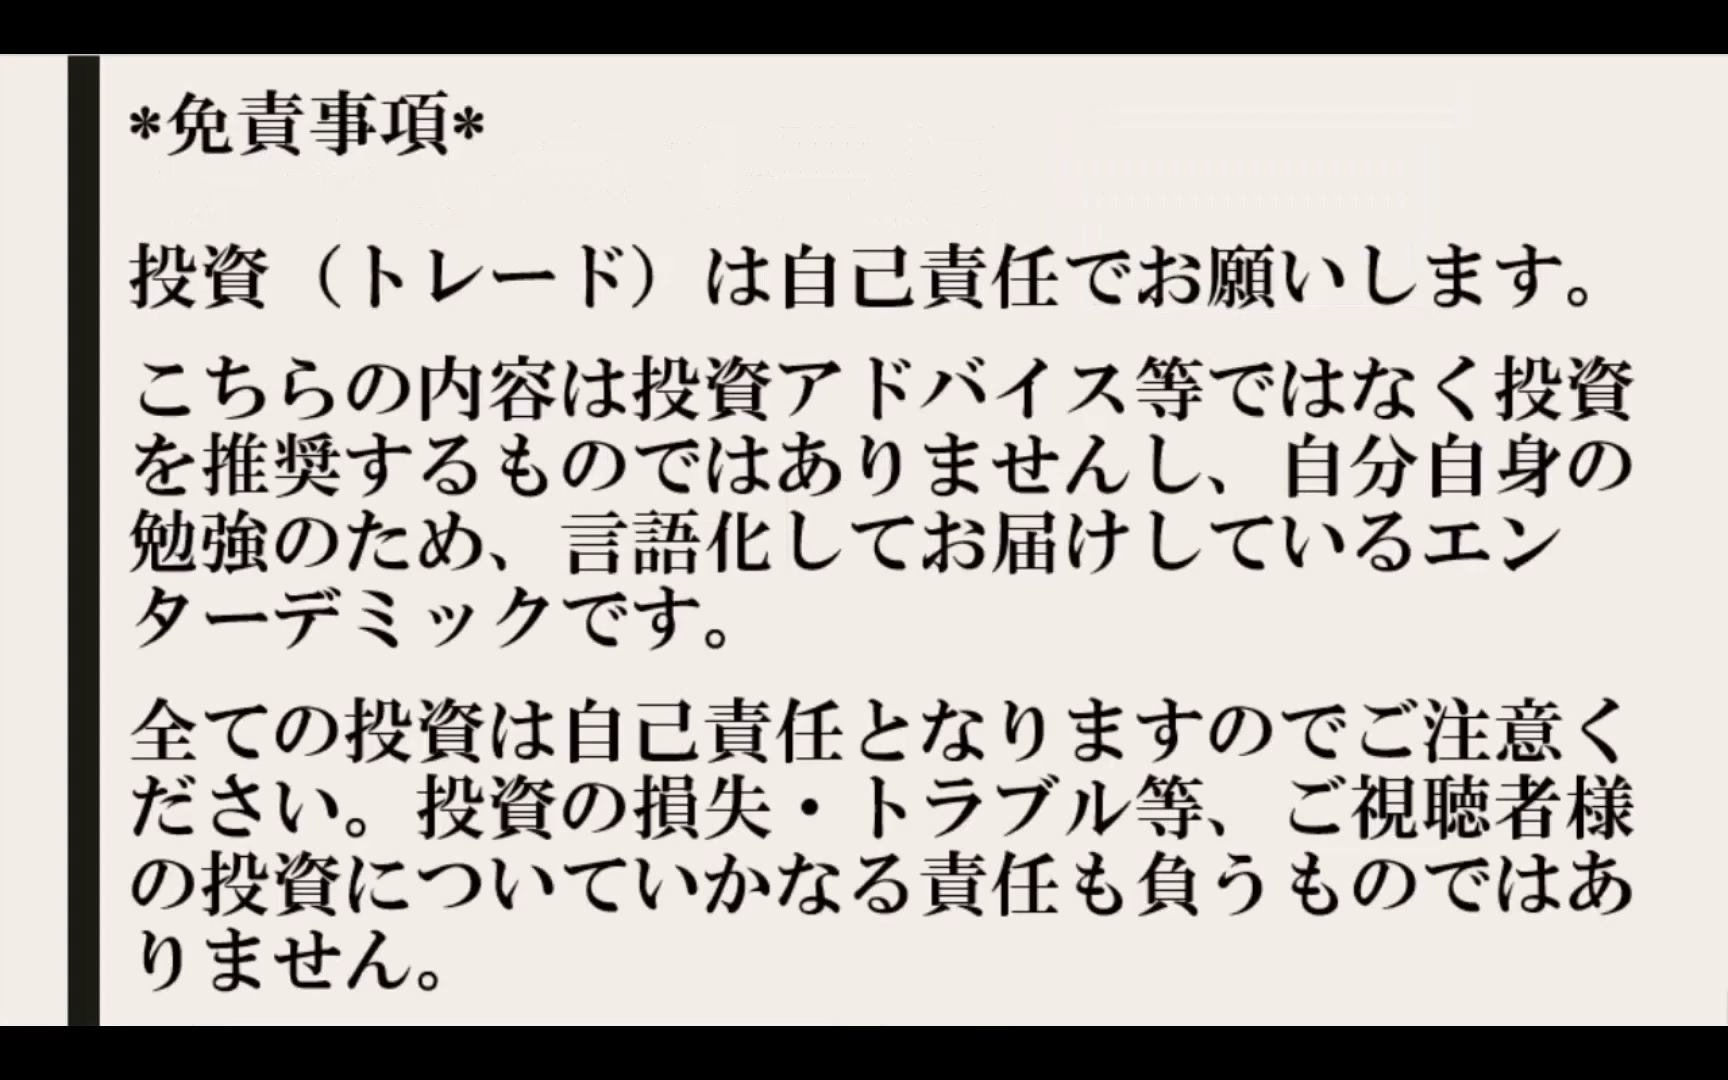 *免責事項*
投資（トレード）は自己責任でお願いします。
こちらの内容は投資アドバイス等ではなく投資
を推奨するものではありませんし、自分自身の
勉強のため、言語化してお届けしているエン
ターデミックです。
全ての投資は自己責任となりますのでご注意く
ださい。投資の損失・トラブル等、ご視聴者様
の投資についていかなる責任も負うものではあ
りません。